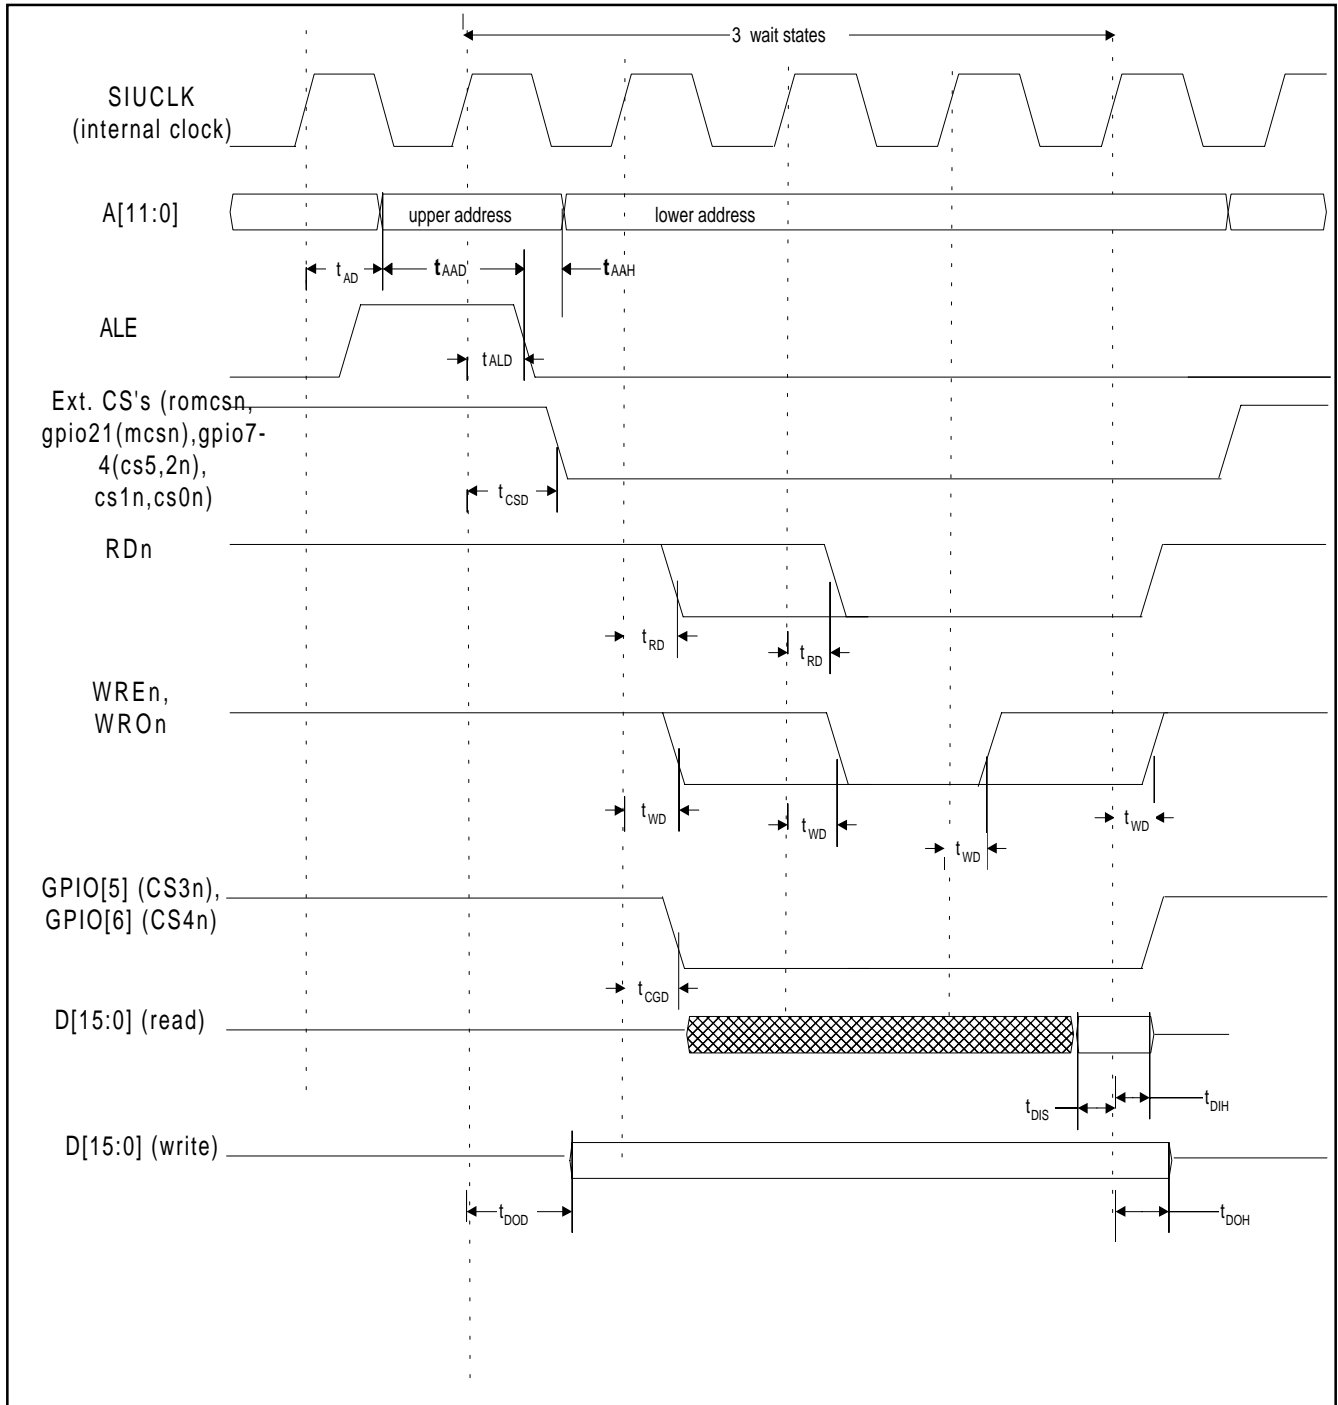 3 wait states
SIUCLK
(internal clock)
A[11:0]
upper address
lower address
tAD
tAAD
tAAH
ALE
tALD
Ext. CS's (romcsn,
gpio21(mcsn),gpio7-
4(cs5,2n),
cs1n,cs0n)
tCSD
RDn
tRD
tRD
WREn,
WROn
tWD
tWD
tWD
tWD
GPIO[5] (CS3n),
GPIO[6] (CS4n)
tCGD
D[15:0] (read)
tDIS
tDIH
D[15:0] (write)
tDOD
tDOH